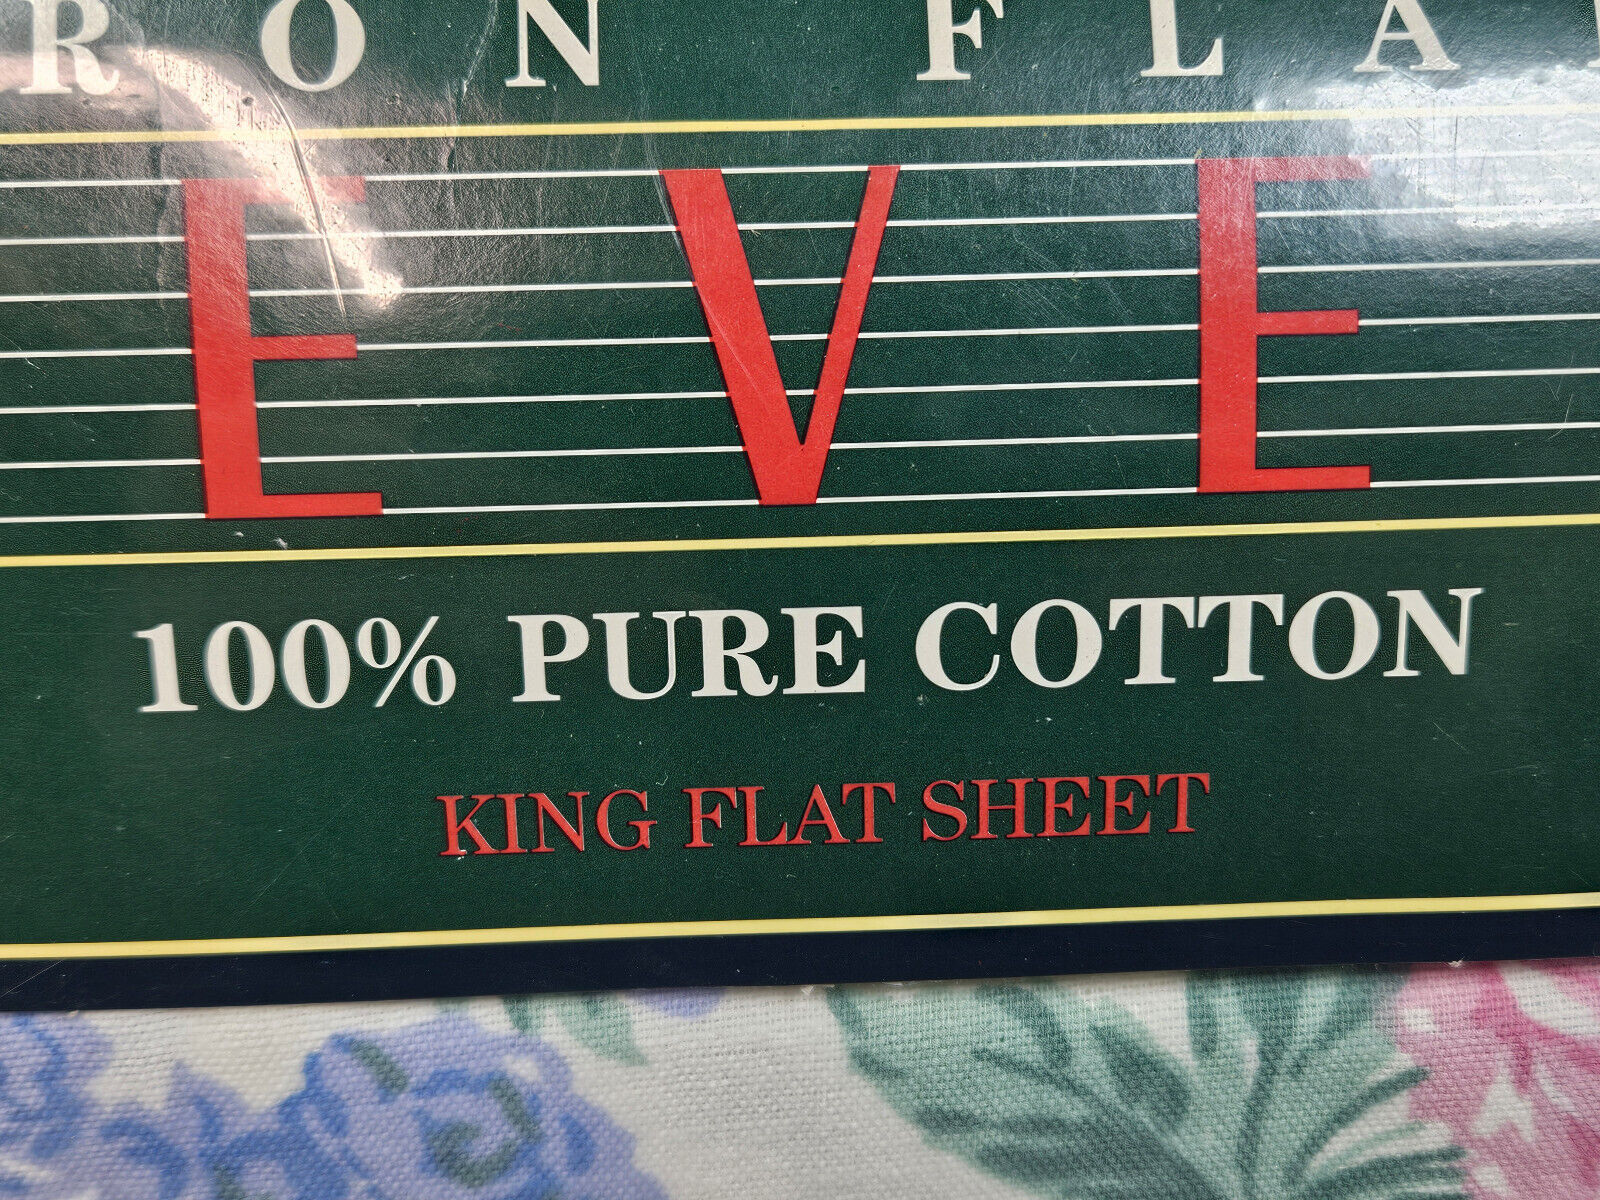 RON FLA
EVE
100% PURE COTTON
KING FLAT SHEET